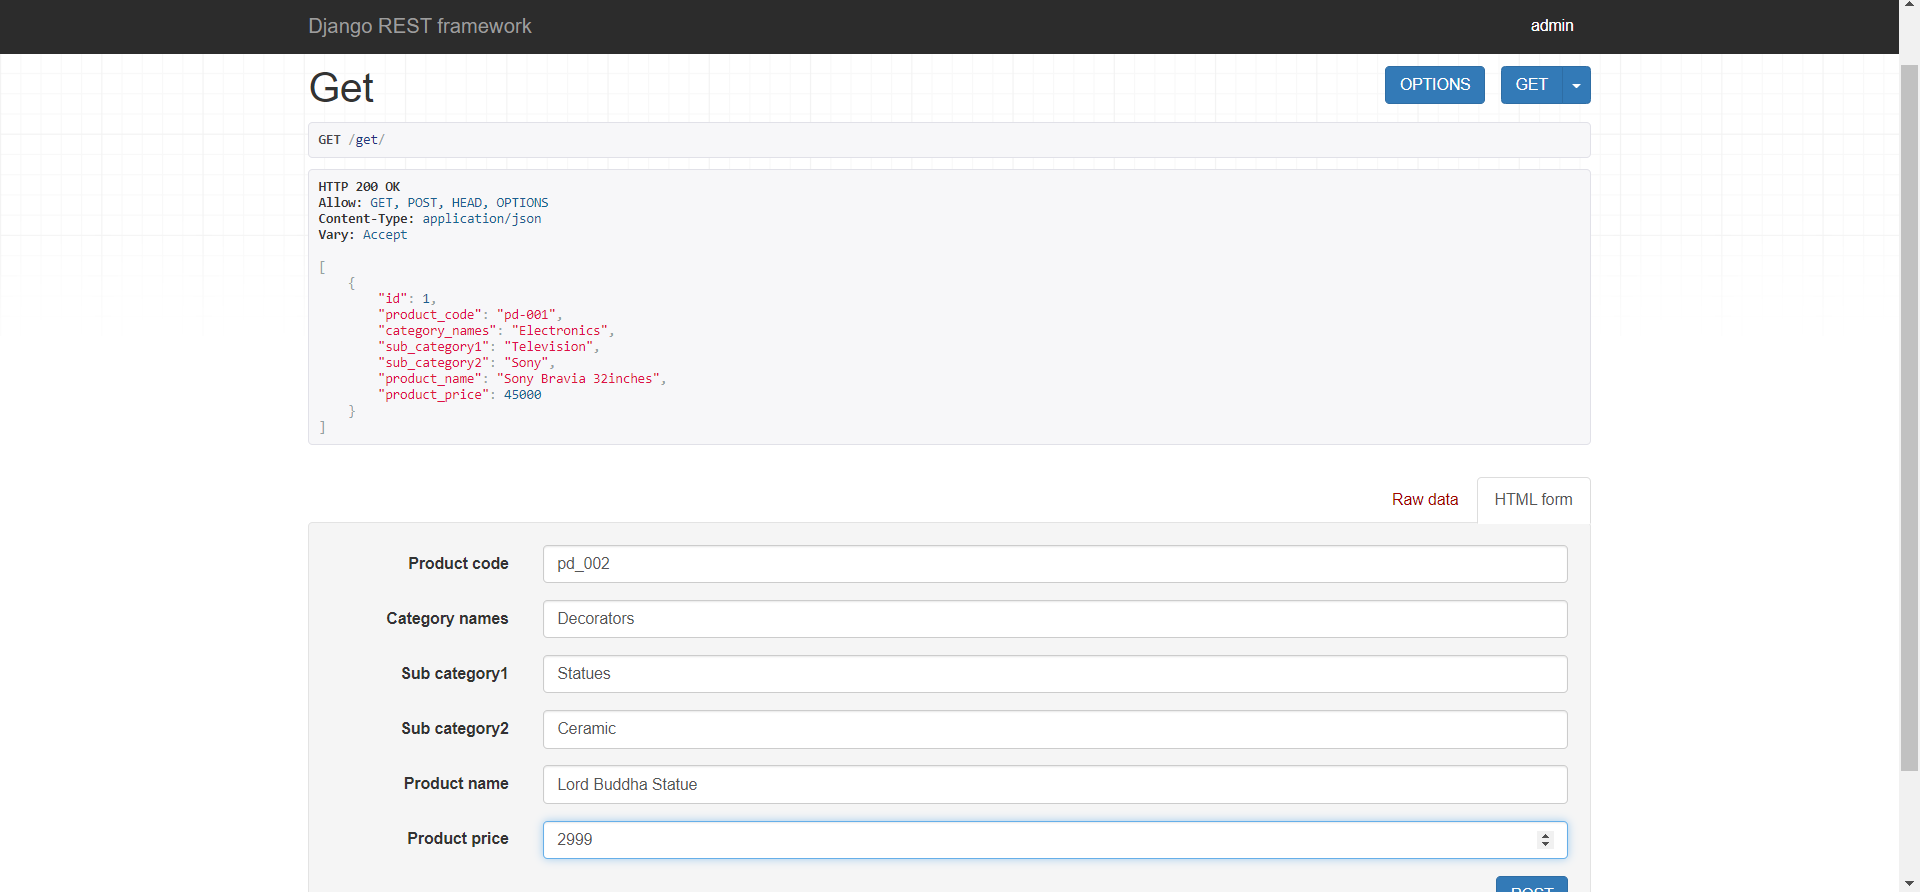 Django REST framework
admin
Get
OPTIONS
GET
GET /get/
HTTP 200 OK
Allow: GET, POST, HEAD, OPTIONS
Content-Type: application/json
Vary: Accept
[
    {
        "id": 1,
        "product_code": "pd-001",
        "category_names": "Electronics",
        "sub_category1": "Television",
        "sub_category2": "Sony",
        "product_name": "Sony Bravia 32inches",
        "product_price": 45000
    }
]
Raw data
HTML form
Product code
pd_002
Category names
Decorators
Sub category1
Statues
Sub category2
Ceramic
Product name
Lord Buddha Statue
Product price
2999
POST